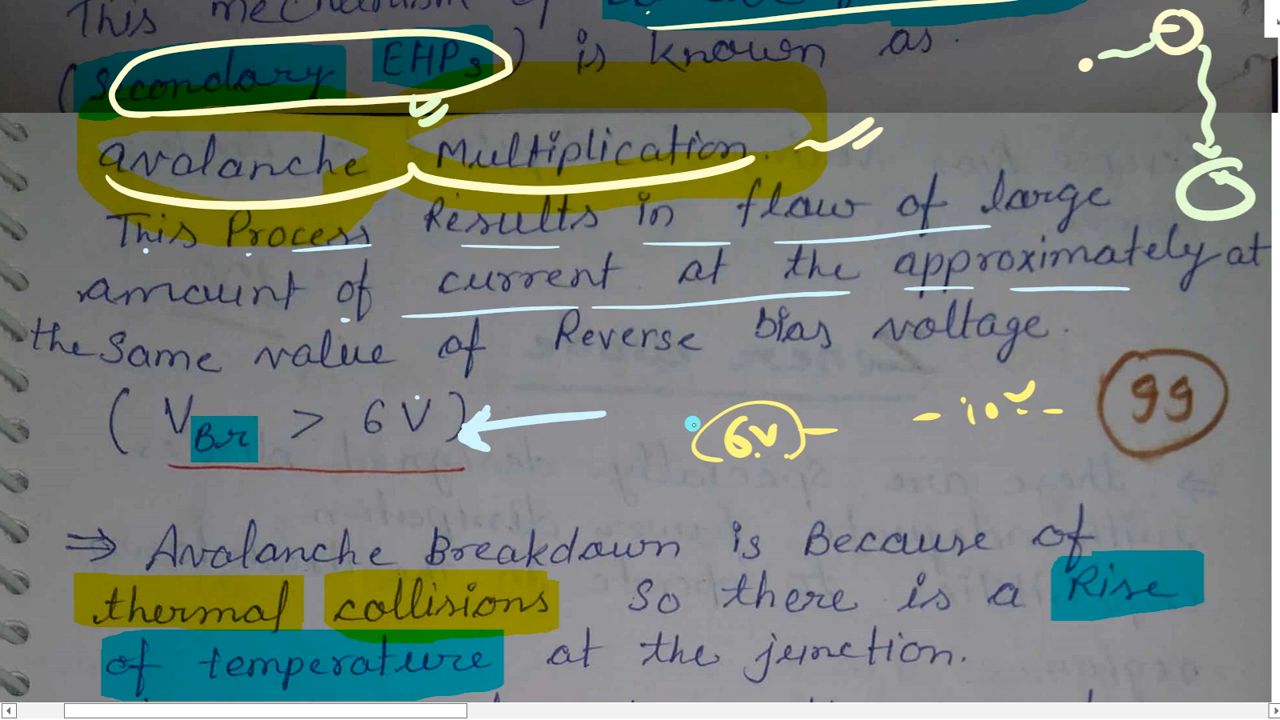 This mechanism of
(Secondary EHPs) is known as.
Avalanche Multiplication.
This Process Results in flow of large
amount of current at the approximately at
the same value of Reverse bias voltage.
(VBr > 6V)
6V - 10V -
99
⇒ Avalanche Breakdown is Because of
thermal collisions so there is a Rise
of temperature at the junction.